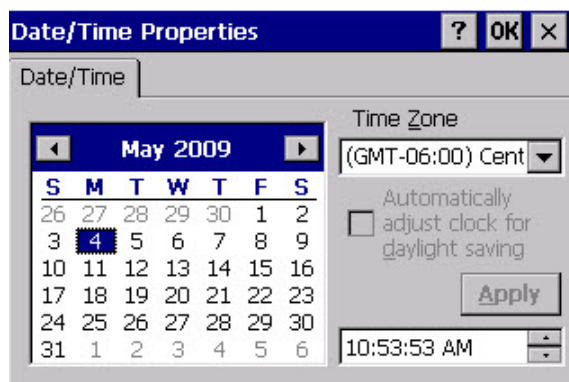 Date/Time Properties ? OK ×
Date/Time
May 2009
S M T W T F S
26 27 28 29 30 1 2
3 4 5 6 7 8 9
10 11 12 13 14 15 16
17 18 19 20 21 22 23
24 25 26 27 28 29 30
31 1 2 3 4 5 6
Time Zone
(GMT-06:00) Cent
Automatically
adjust clock for
daylight saving
Apply
10:53:53 AM